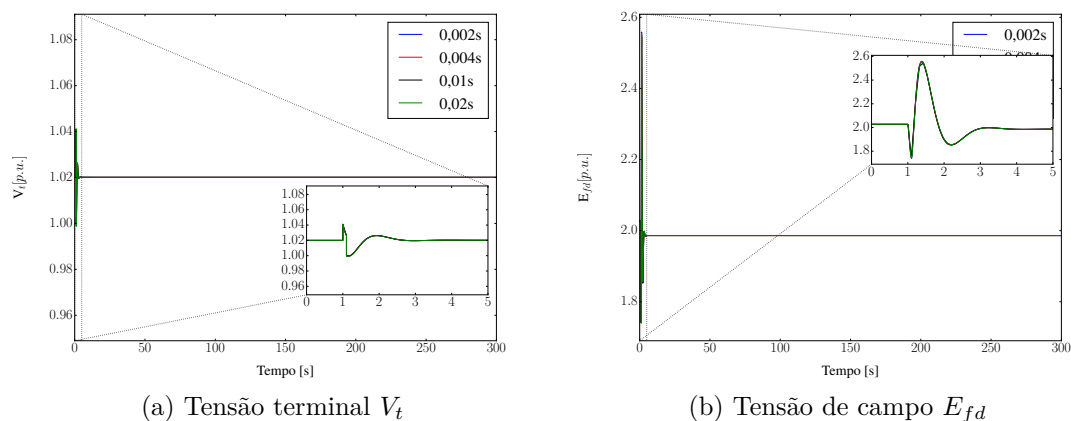 1.08
1.06
1.04
1.02
1.00
0.98
0.96
V_t[p.u.]
0 50 100 150 200 250 300
Tempo [s]
0,002s
0,004s
0,01s
0,02s
1.08
1.06
1.04
1.02
1.00
0.98
0.96
0 1 2 3 4 5
(a) Tensão terminal V_t
2.6
2.4
2.2
2.0
1.8
E_{fd}[p.u.]
0 50 100 150 200 250 300
Tempo [s]
0,002s
2.6
2.4
2.2
2.0
1.8
0 1 2 3 4 5
(b) Tensão de campo E_{fd}